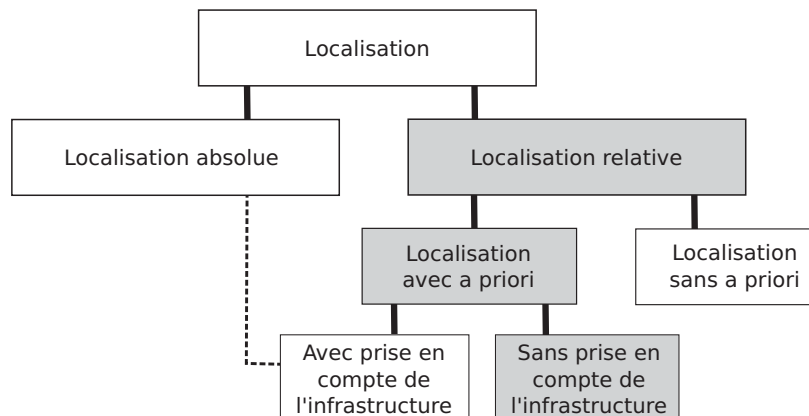 Localisation
Localisation absolue
Localisation relative
Localisation
avec a priori
Localisation
sans a priori
Avec prise en
compte de
l'infrastructure
Sans prise en
compte de
l'infrastructure